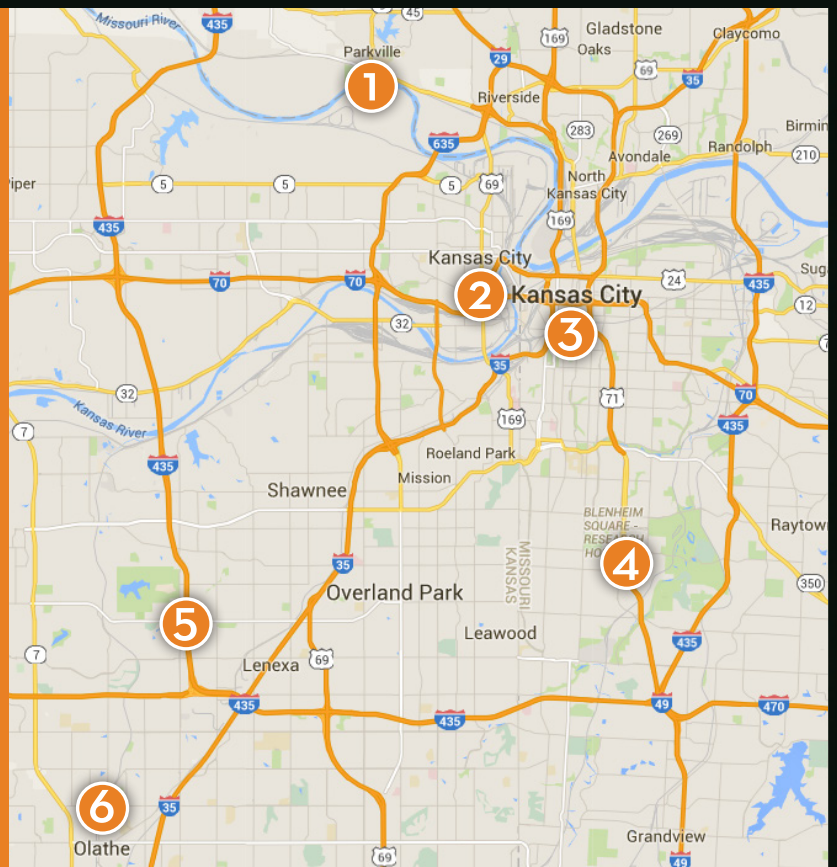 Missouri River
435
45
169
Gladstone
Claycomo
Oaks
Parkville
29
69
35
1
Riverside
283
269
Birmin
635
Avondale
Randolph
210
iper
5
5
5
69
North
Kansas City
435
169
Kansas City
70
70
2
Kansas City
24
435
Sug
12
32
3
7
35
32
71
70
Kansas River
7
169
435
435
Roeland Park
Mission
Shawnee
BLENHEIM
SQUARE -
RESEARCH
HO
Raytow
MISSOURI
KANSAS
35
4
350
Overland Park
5
Leawood
435
7
Lenexa
69
435
49
470
435
6
35
Olathe
Grandview
69
49